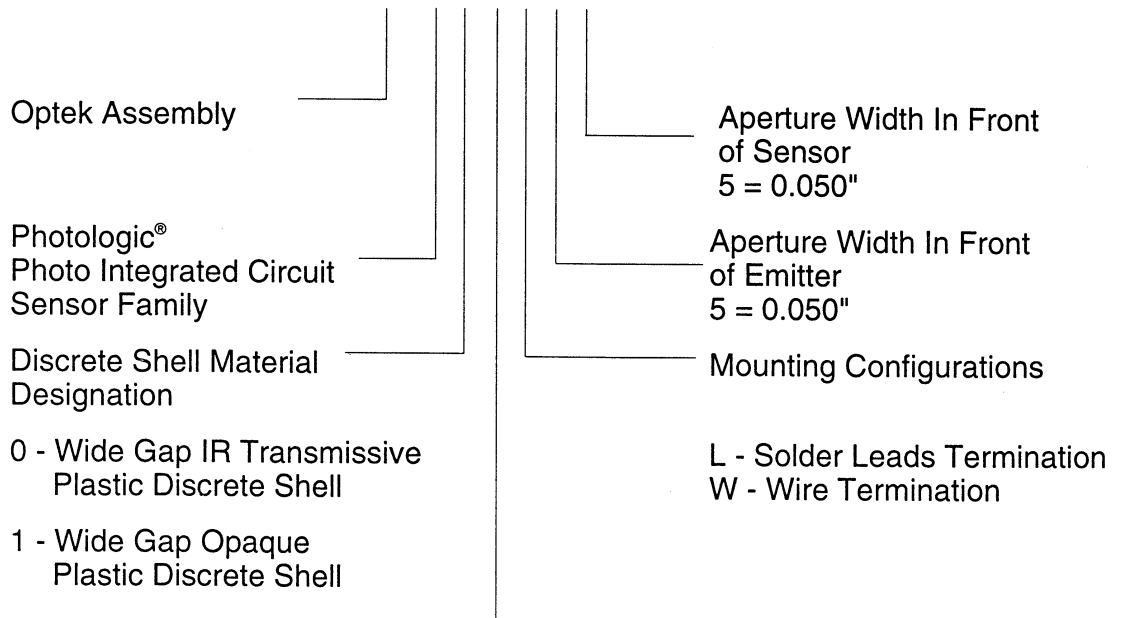 Optek Assembly
Photologic®
Photo Integrated Circuit
Sensor Family
Discrete Shell Material
Designation
0 - Wide Gap IR Transmissive
Plastic Discrete Shell
1 - Wide Gap Opaque
Plastic Discrete Shell
Aperture Width In Front
of Sensor
5 = 0.050"
Aperture Width In Front
of Emitter
5 = 0.050"
Mounting Configurations
L - Solder Leads Termination
W - Wire Termination